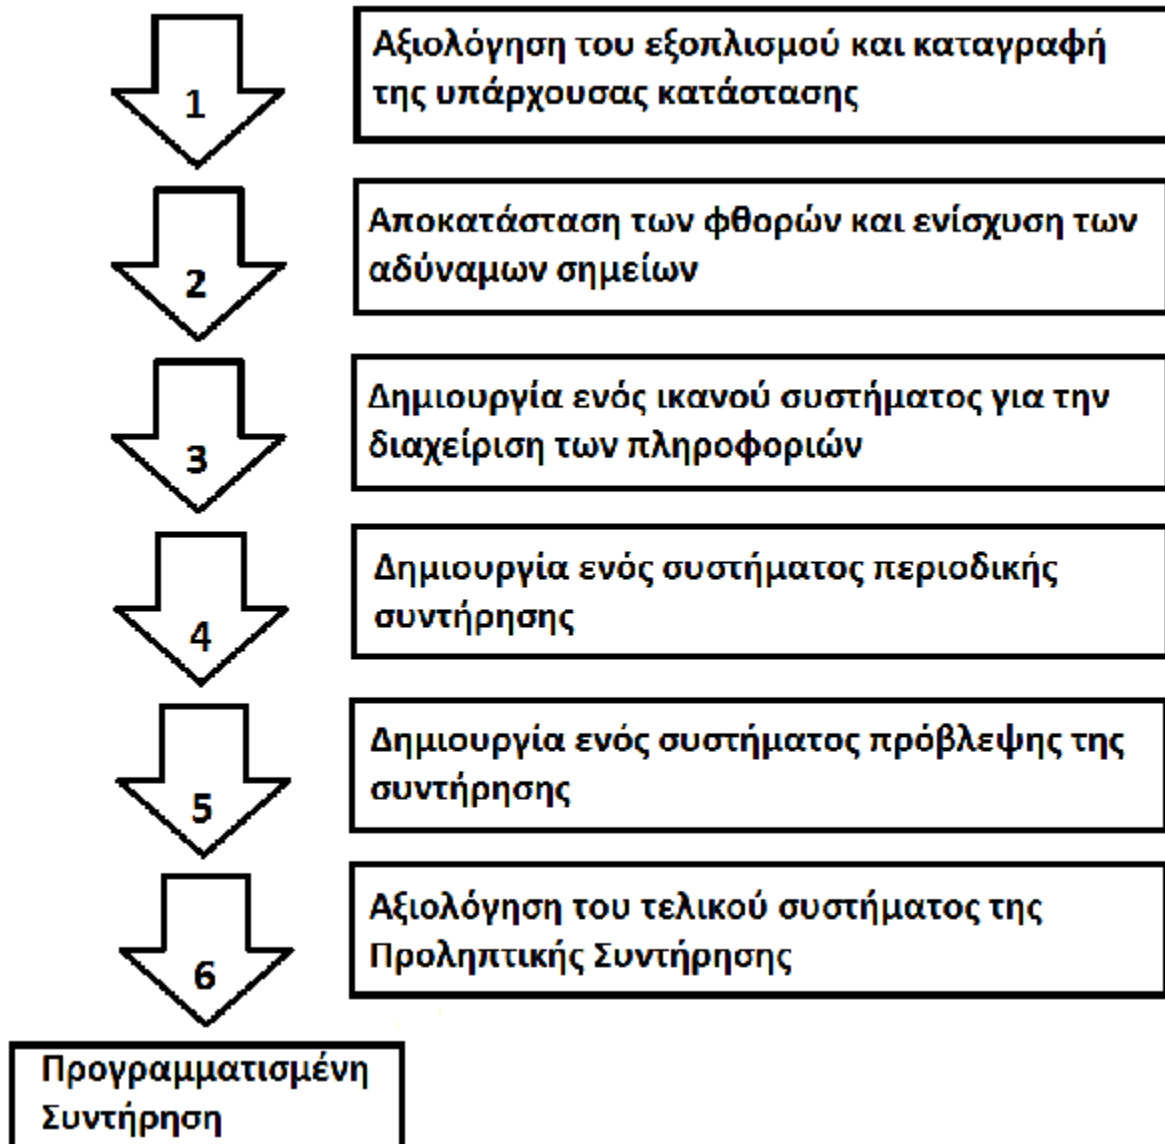 1
Αξιολόγηση του εξοπλισμού και καταγραφή
της υπάρχουσας κατάστασης
2
Αποκατάσταση των φθορών και ενίσχυση των
αδύναμων σημείων
3
Δημιουργία ενός ικανού συστήματος για την
διαχείριση των πληροφοριών
4
Δημιουργία ενός συστήματος περιοδικής
συντήρησης
5
Δημιουργία ενός συστήματος πρόβλεψης της
συντήρησης
6
Αξιολόγηση του τελικού συστήματος της
Προληπτικής Συντήρησης
Προγραμματισμένη
Συντήρηση